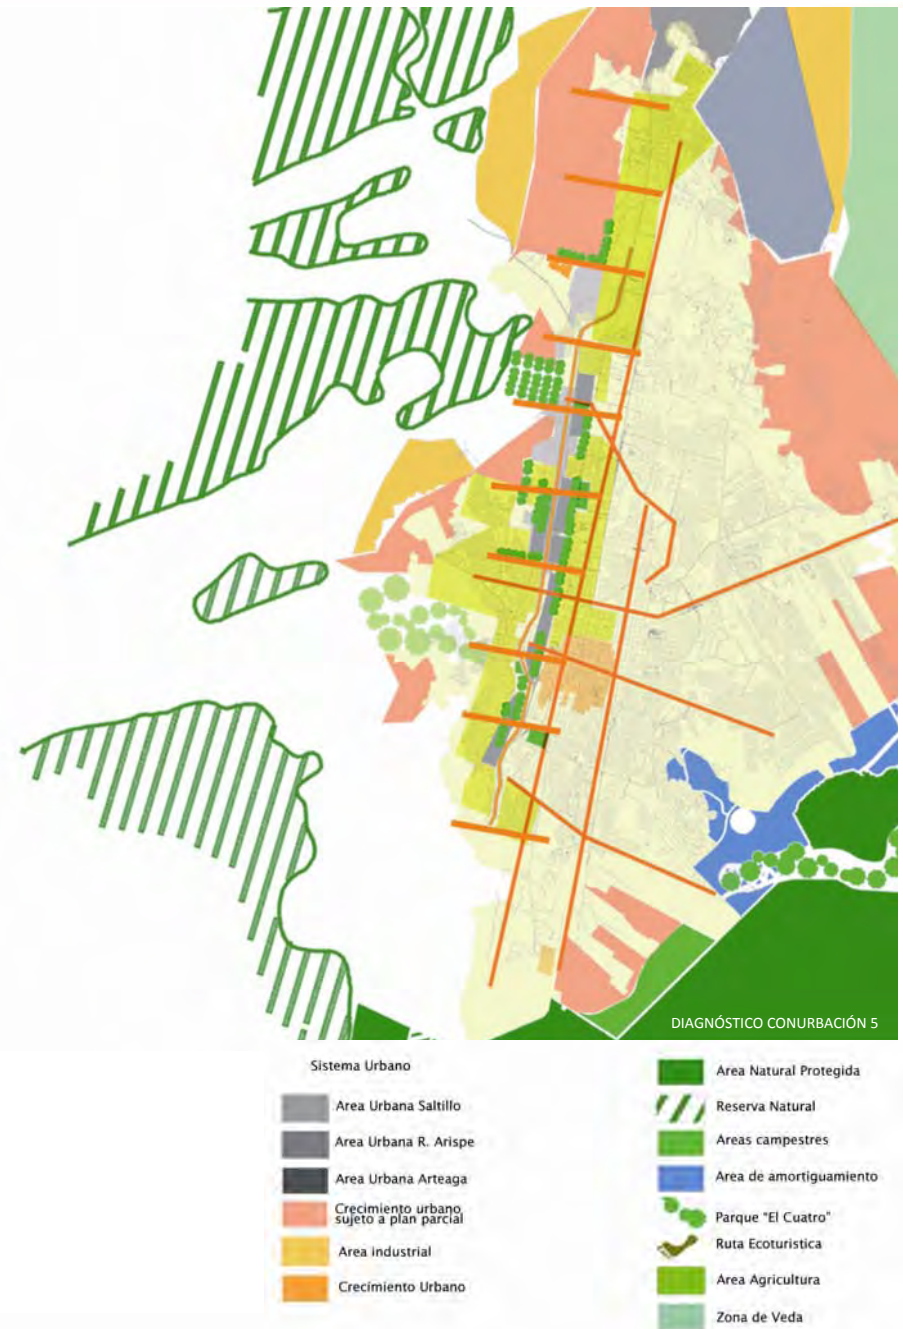 DIAGNÓSTICO CONURBACIÓN 5
Sistema Urbano
Area Urbana Saltillo
Area Urbana R. Arispe
Area Urbana Arteaga
Crecimiento urbano
sujeto a plan parcial
Area industrial
Crecimiento Urbano
Area Natural Protegida
Reserva Natural
Areas campestres
Area de amortiguamiento
Parque "El Cuatro"
Ruta Ecoturistica
Area Agricultura
Zona de Veda